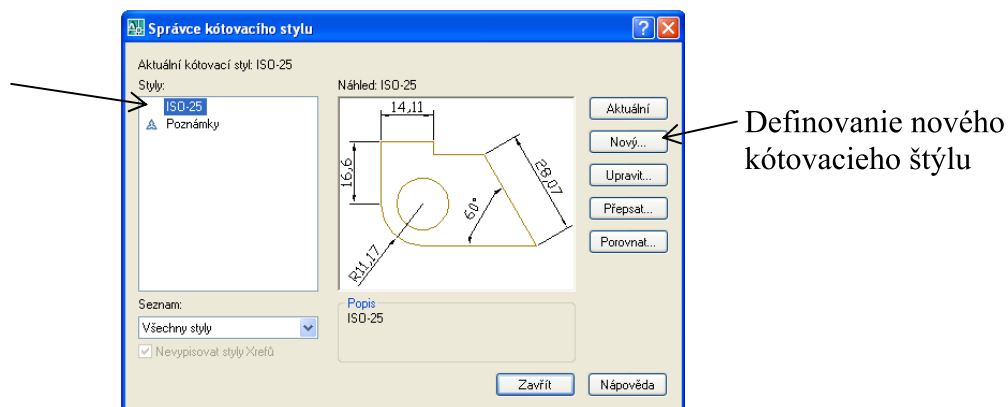 Správce kótovacího stylu
Aktuální kótovací styl: ISO-25
Styly:
ISO-25
Poznámky
Náhled: ISO-25
14,11
16,6
28,07
60°
R11,17
Aktuální
Nový...
Upravit...
Přepsat...
Porovnat...
Definovanie nového
kótovacieho štýlu
Seznam:
Všechny styly
Nevypisovat styly Xrefů
Popis
ISO-25
Zavřít
Nápověda